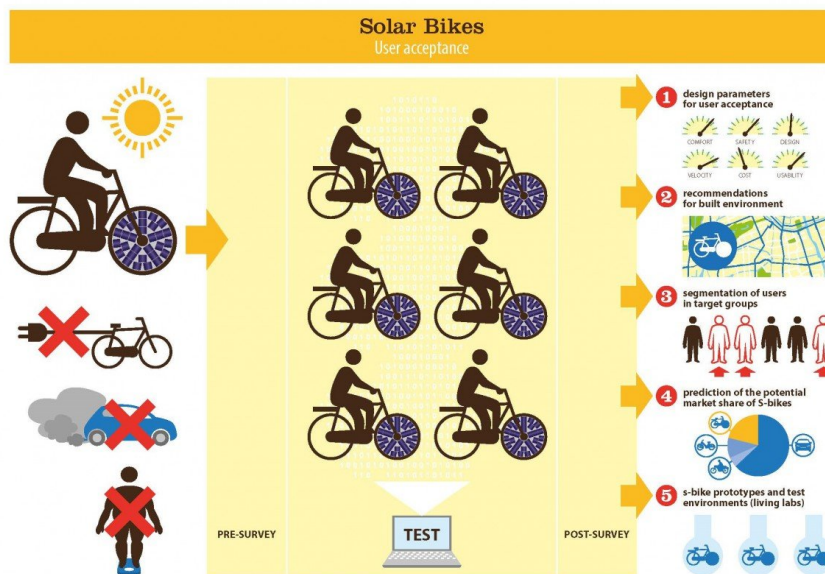 Solar Bikes
User acceptance
PRE-SURVEY
TEST
POST-SURVEY
1
design parameters
for user acceptance
COMFORT
SAFETY
DESIGN
VELOCITY
COST
USABILITY
2
recommendations
for built environment
3
segmentation of users
in target groups
4
prediction of the potential
market share of S-bikes
5
s-bike prototypes and test
environments (living labs)